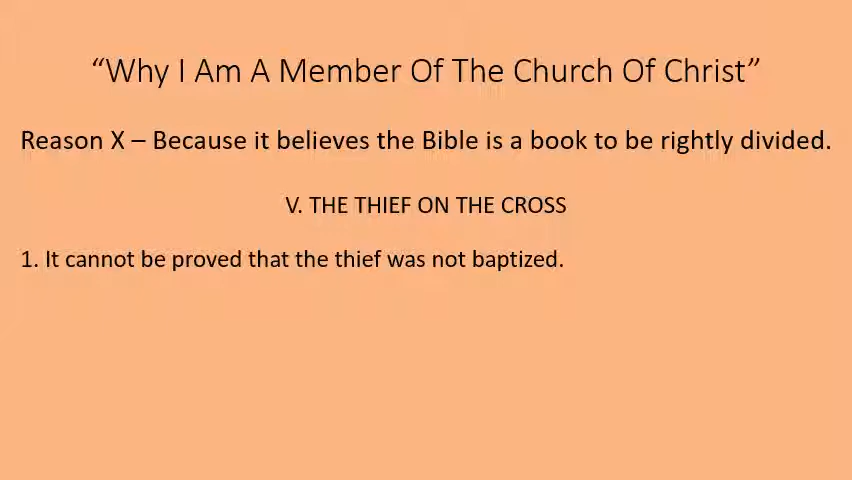 “Why I Am A Member Of The Church Of Christ”
Reason X – Because it believes the Bible is a book to be rightly divided.
V. THE THIEF ON THE CROSS
1. It cannot be proved that the thief was not baptized.